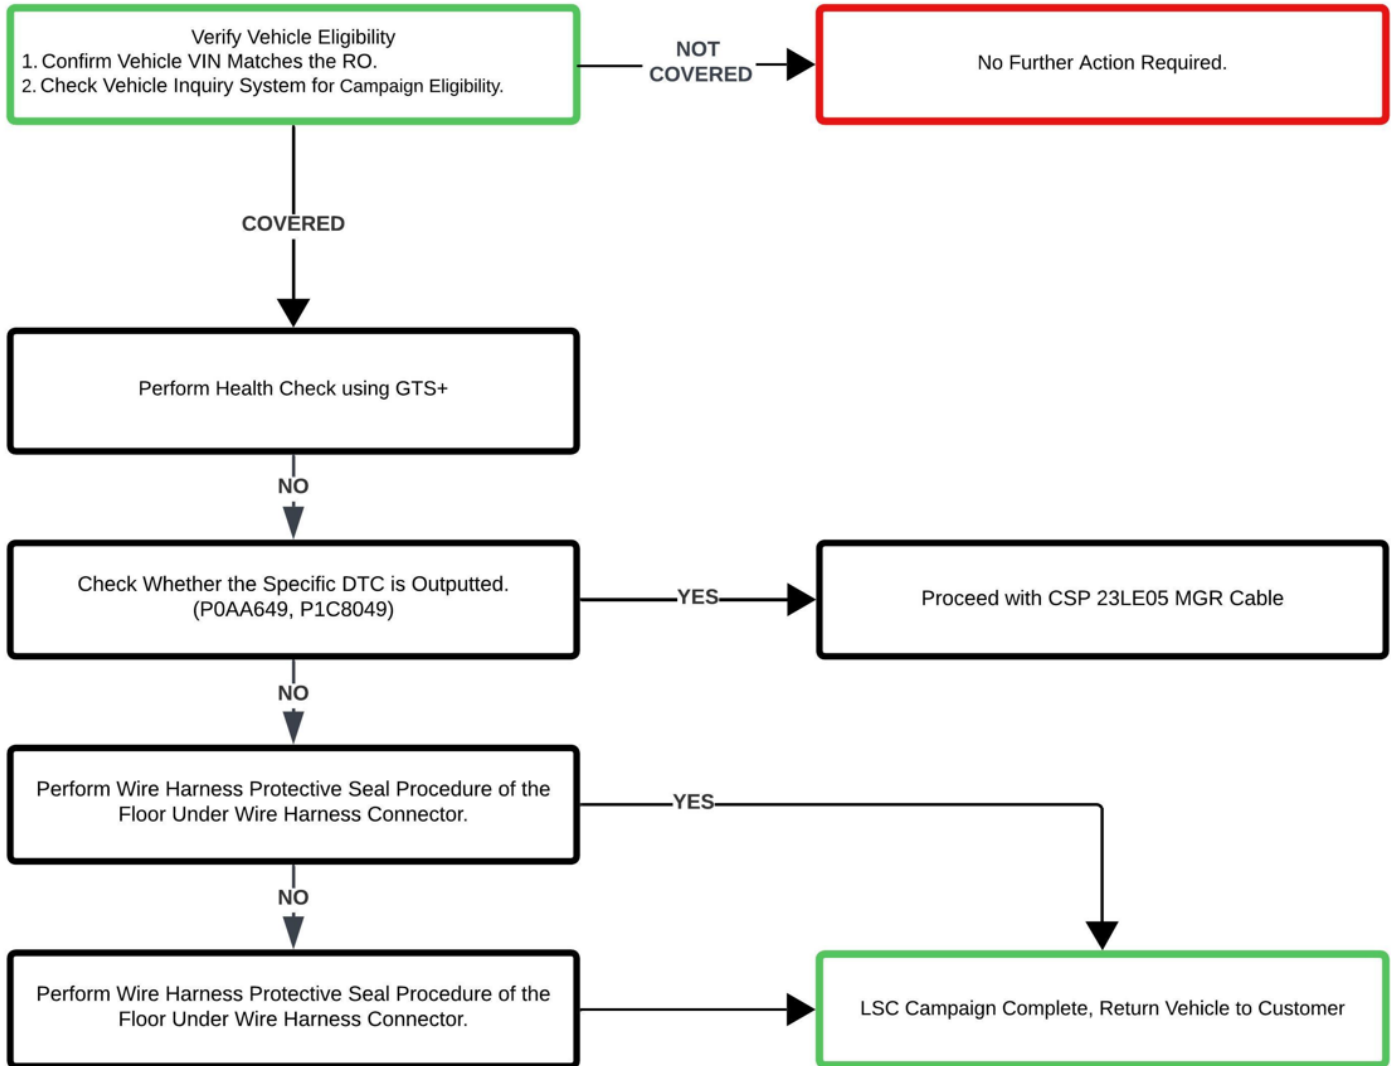 Verify Vehicle Eligibility
1. Confirm Vehicle VIN Matches the RO.
2. Check Vehicle Inquiry System for Campaign Eligibility.
NOT
COVERED
No Further Action Required.
COVERED
Perform Health Check using GTS+
NO
Check Whether the Specific DTC is Outputted.
(P0AA649, P1C8049)
YES
Proceed with CSP 23LE05 MGR Cable
NO
Perform Wire Harness Protective Seal Procedure of the
Floor Under Wire Harness Connector.
YES
NO
Perform Wire Harness Protective Seal Procedure of the
Floor Under Wire Harness Connector.
LSC Campaign Complete, Return Vehicle to Customer